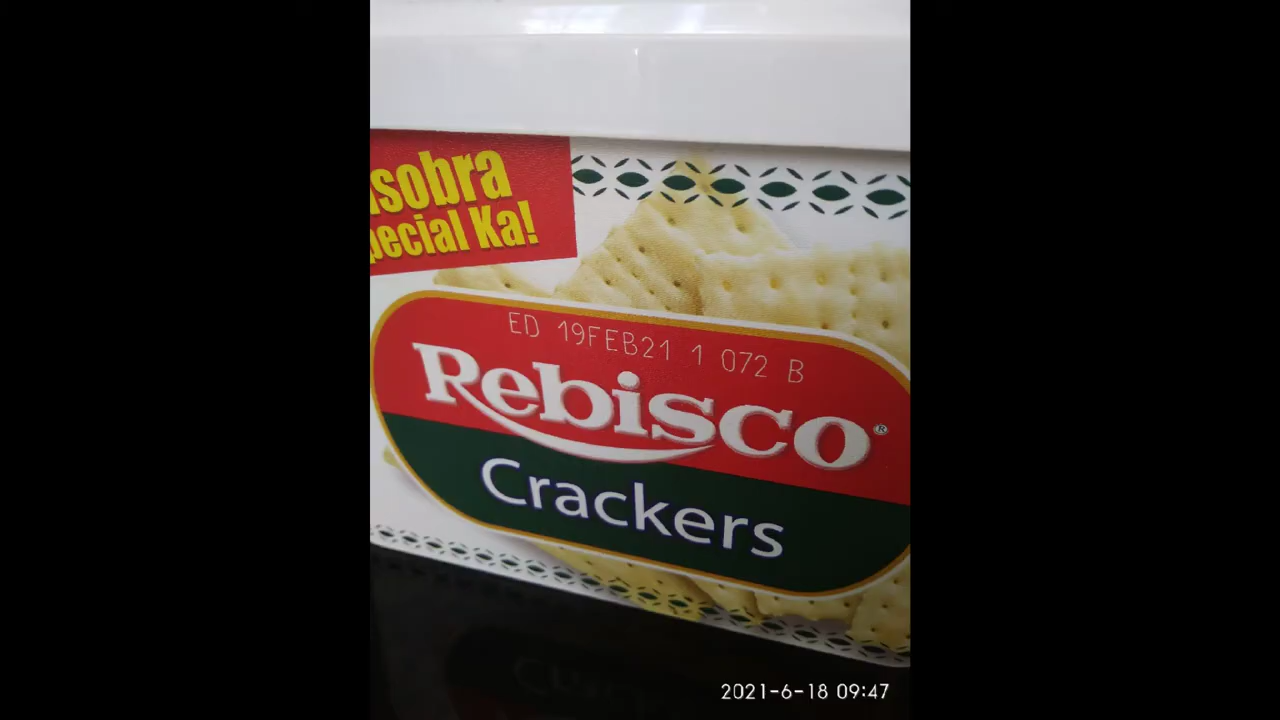 sobra
pecial Ka!
ED 19FEB21 1 072 B
Rebisco®
Crackers
2021-6-18 09:47